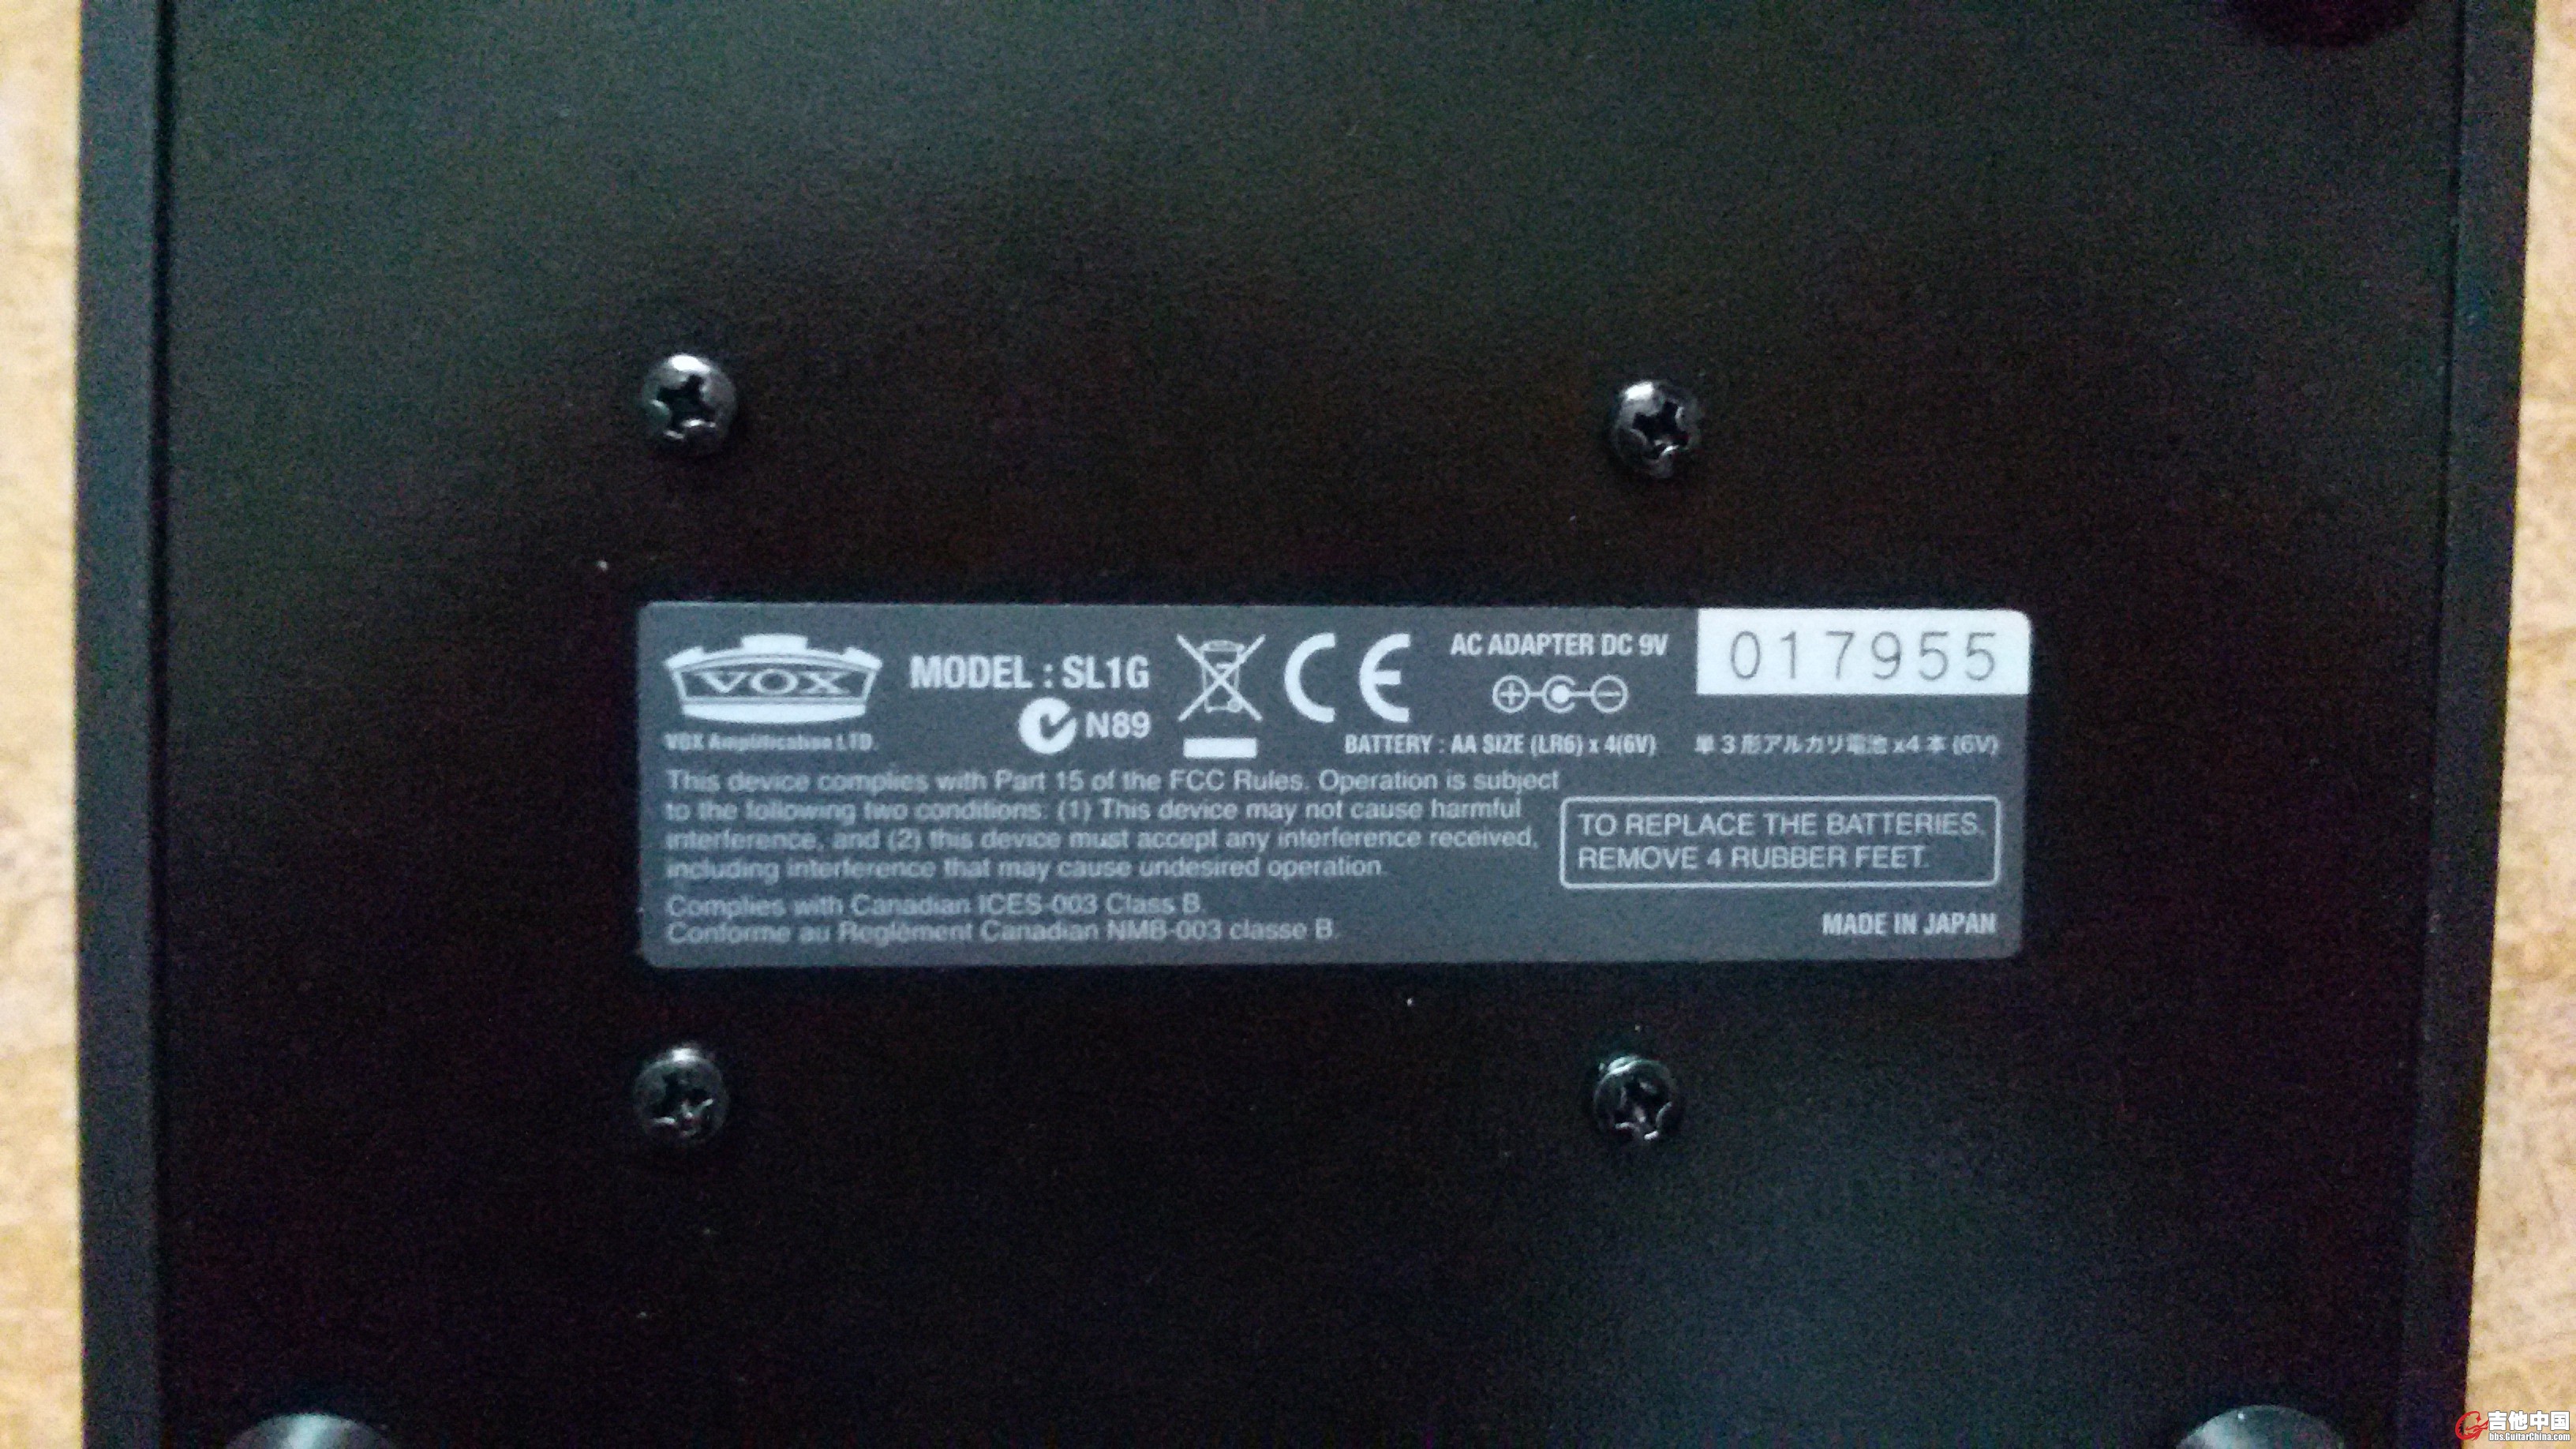 VOX
VOX Amplification LTD.
MODEL : SL1G
N89
CE
AC ADAPTER DC 9V
017955
BATTERY : AA SIZE (LR6) x 4(6V)
単3形アルカリ電池 x4 本 (6V)
This device complies with Part 15 of the FCC Rules. Operation is subject
to the following two conditions: (1) This device may not cause harmful
interference, and (2) this device must accept any interference received,
including interference that may cause undesired operation.
Complies with Canadian ICES-003 Class B.
Conforme au Reglèment Canadian NMB-003 classe B.
TO REPLACE THE BATTERIES,
REMOVE 4 RUBBER FEET.
MADE IN JAPAN
吉他中国
bbs.GuitarChina.com